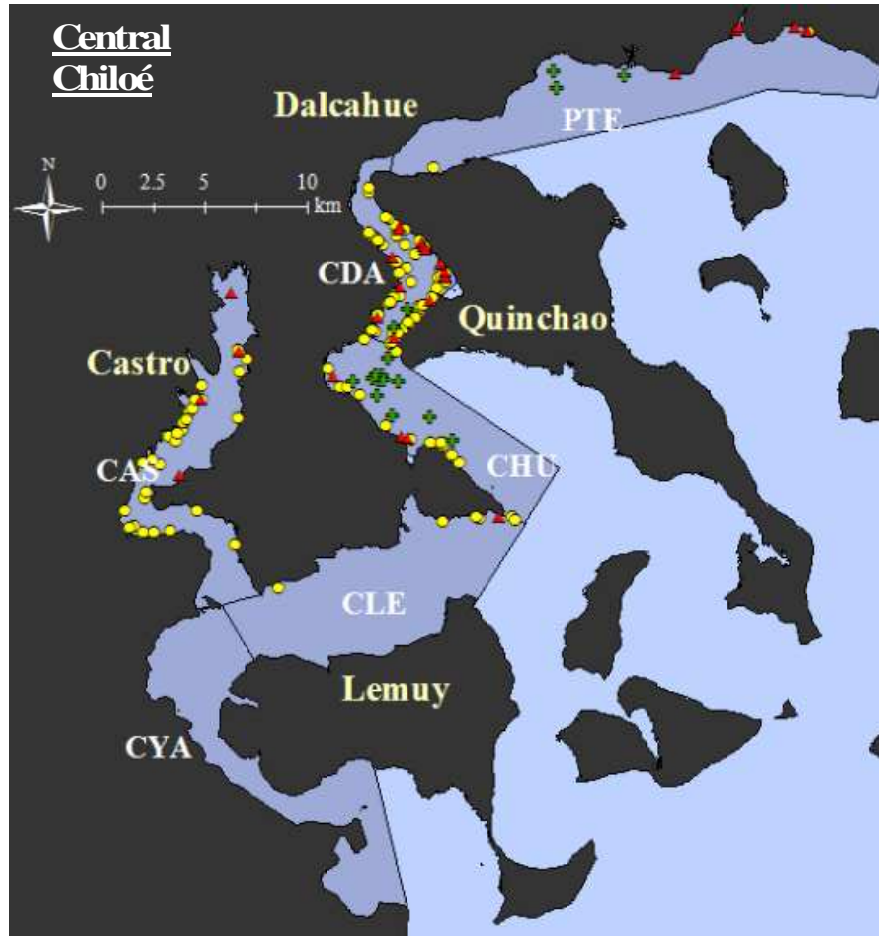 Central
Chiloé
Dalcahue
PTE
N
0 2.5 5 10
km
CDA
Quinchao
Castro
CAS
CHU
CLE
Lemuy
CYA